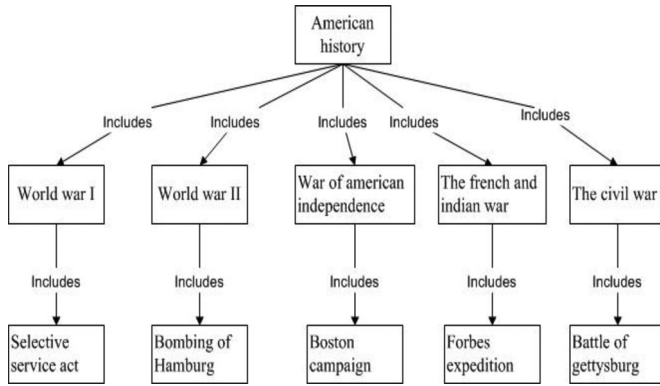 American
history
Includes
Includes
Includes
Includes
Includes
World war I
World war II
War of american
independence
The french and
indian war
The civil war
Includes
Includes
Includes
Includes
Includes
Selective
service act
Bombing of
Hamburg
Boston
campaign
Forbes
expedition
Battle of
gettysburg